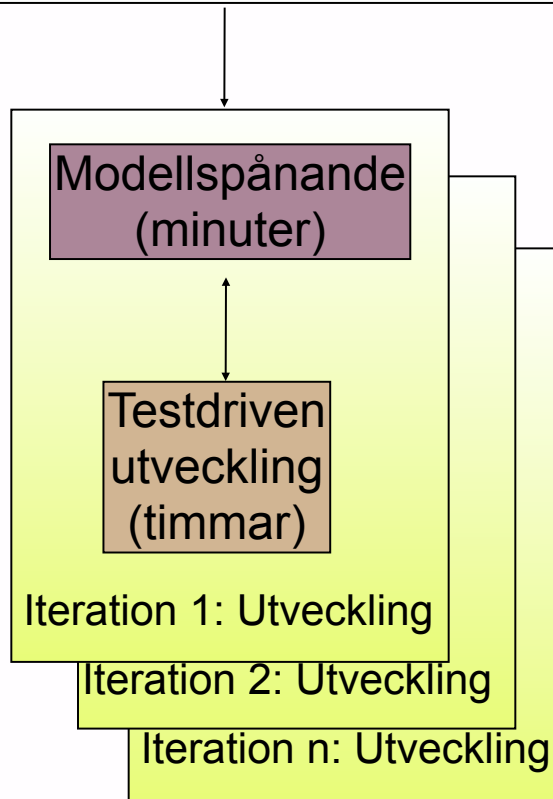 Modellspånande
(minuter)
Testdriven
utveckling
(timmar)
Iteration 1: Utveckling
Iteration 2: Utveckling
Iteration n: Utveckling